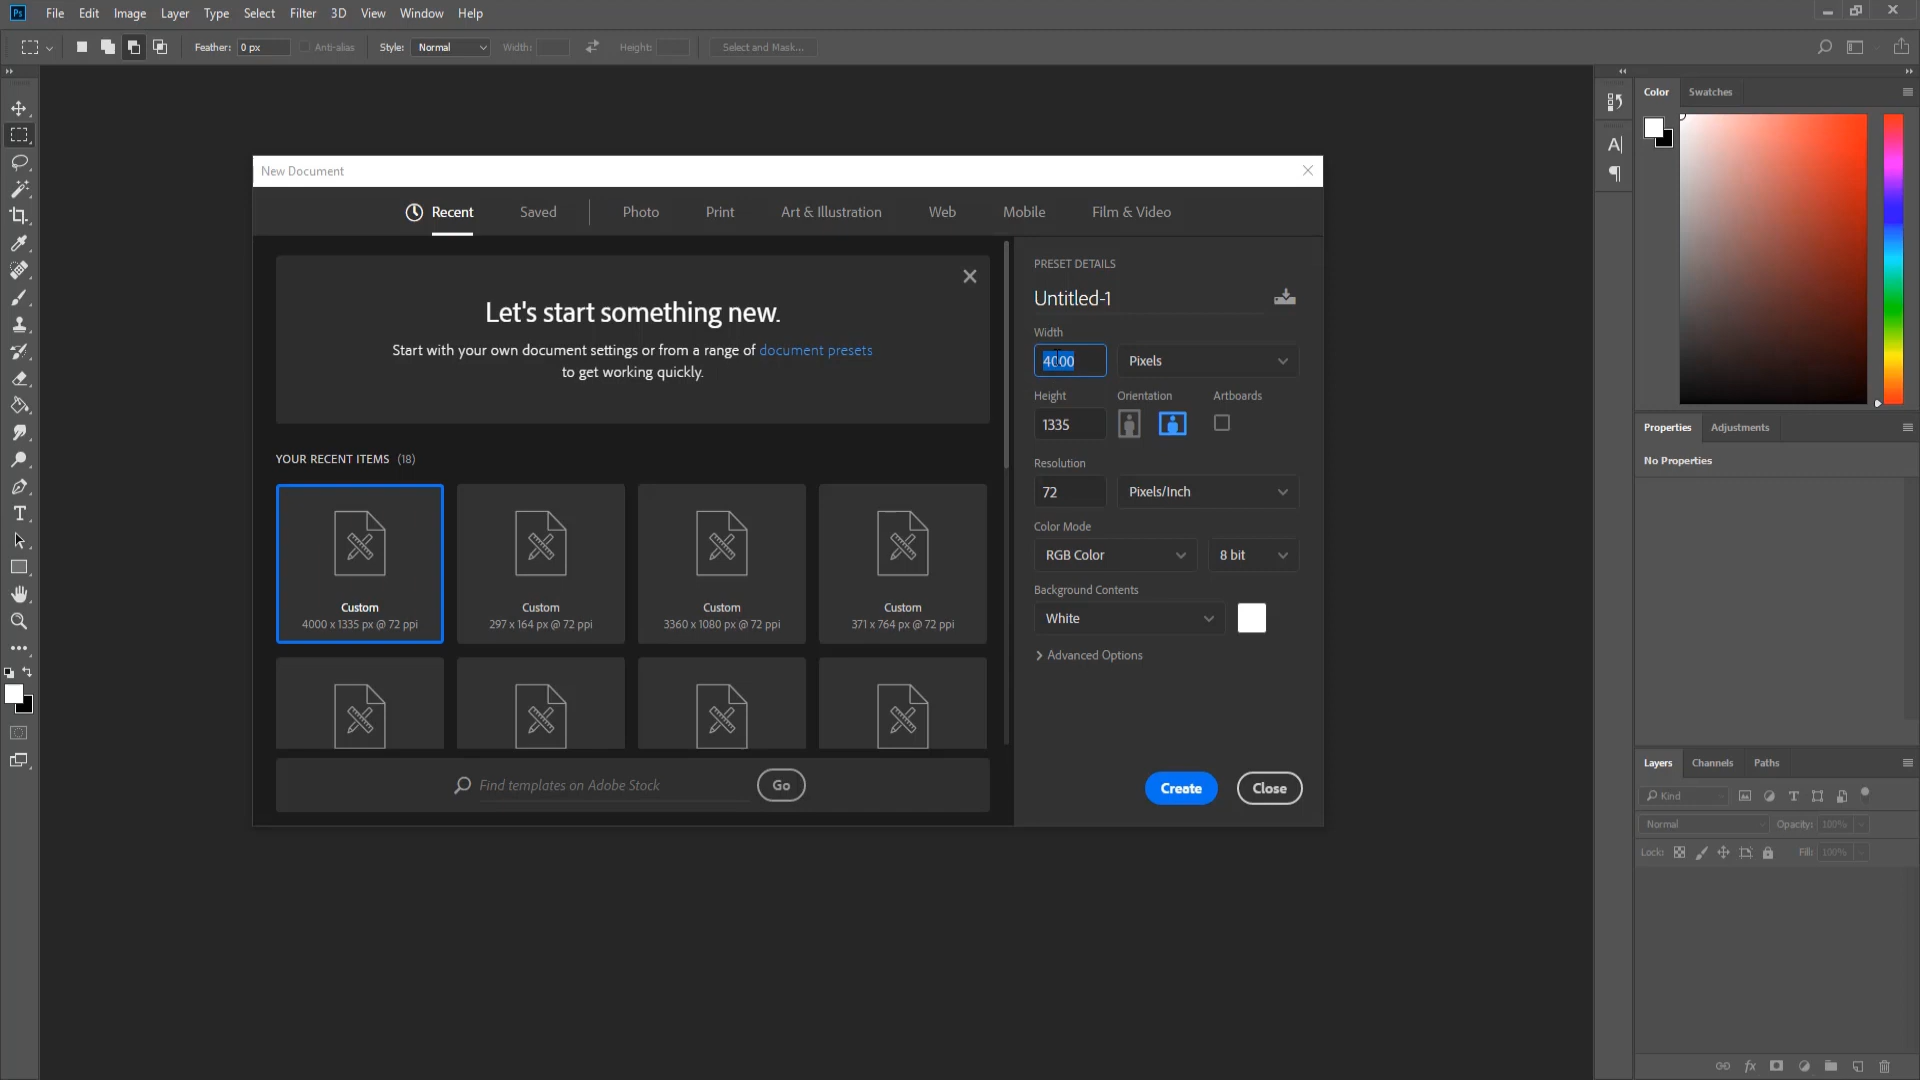 Ps File Edit Image Layer Type Select Filter 3D View Window Help
Feather: 0 px Anti-alias Style: Normal Width: Height: Select and Mask...
Color Swatches
New Document
Recent Saved Photo Print Art & Illustration Web Mobile Film & Video
Let's start something new.
Start with your own document settings or from a range of document presets
to get working quickly.
YOUR RECENT ITEMS (18)
Custom
4000 x 1335 px @ 72 ppi
Custom
297 x 164 px @ 72 ppi
Custom
3360 x 1080 px @ 72 ppi
Custom
371 x 764 px @ 72 ppi
Find templates on Adobe Stock Go
PRESET DETAILS
Untitled-1
Width
4000 Pixels
Height Orientation Artboards
1335
Resolution
72 Pixels/Inch
Color Mode
RGB Color 8 bit
Background Contents
White
Advanced Options
Create Close
Properties Adjustments
No Properties
Layers Channels Paths
Kind
Normal Opacity: 100%
Lock: Fill: 100%